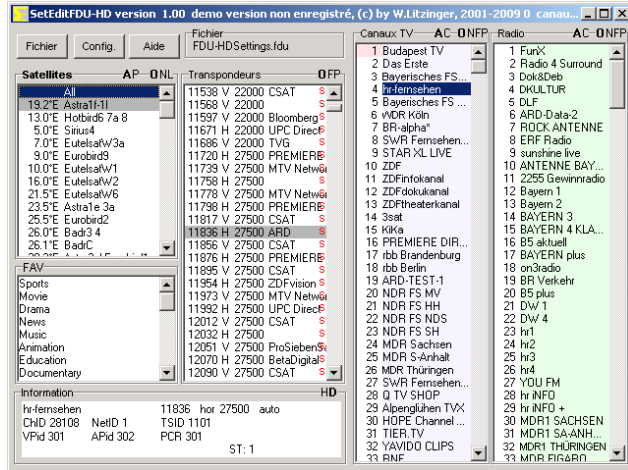 SetEditFDU-HD version 1.00 demo version non enregistré, (c) by W.Litzinger, 2001-2009 0 canau...
Fichier
Config.
Aide
Fichier
FDU-HDSettings.fdu
Satellites AP ONL
All
19.2°E Astra1f-1l
13.0°E Hotbird6 7a 8
5.0°E Sirius4
7.0°E EutelsatW3a
9.0°E Eurobird9
10.0°E EutelsatW1
16.0°E EutelsatW2
21.5°E EutelsatW6
23.5°E Astra1e 3a
25.5°E Eurobird2
26.0°E Badr3 4
26.1°E BadrC
FAV
Sports
Movie
Drama
News
Music
Animation
Education
Documentary
Transpondeurs OFP
11538 V 22000 CSAT S
11568 V 22000
11597 V 22000 Bloomberg S
11671 H 22000 UPC Direct S
11686 V 22000 TVG S
11720 H 27500 PREMIERE S
11739 V 27500 MTV Networ S
11758 H 27500 S
11778 V 27500 MTV Networ S
11798 H 27500 PREMIERE S
11817 V 27500 CSAT S
11836 H 27500 ARD S
11856 V 27500 CSAT S
11876 H 27500 PREMIERE S
11895 V 27500 CSAT S
11954 H 27500 ZDFvision S
11973 V 27500 MTV Networ S
11992 H 27500 UPC Direct S
12012 V 27500 CSAT S
12032 H 27500 S
12051 V 27500 ProSiebenSa S
12070 H 27500 BetaDigital S
12090 V 27500 CSAT S
Information HD
hr-fernsehen 11836 hor 27500 auto
ChID 28108 NetID 1 TSID 1101
VPid 301 APid 302 PCR 301
ST: 1
Canaux TV AC ONFP
1 Budapest TV
2 Das Erste
3 Bayerisches FS...
4 hr-fernsehen
5 Bayerisches FS ...
6 WDR Köln
7 BR-alpha*
8 SWR Fernsehen...
9 STAR XL LIVE
10 ZDF
11 ZDFinfokanal
12 ZDFdokukanal
13 ZDFtheaterkanal
14 3sat
15 KiKa
16 PREMIERE DIR...
17 rbb Brandenburg
18 rbb Berlin
19 ARD-TEST-1
20 NDR FS MV
21 NDR FS HH
22 NDR FS NDS
23 NDR FS SH
24 MDR Sachsen
25 MDR S-Anhalt
26 MDR Thüringen
27 SWR Fernsehen...
28 Q TV SHOP
29 Alpenglühen TVX
30 HOPE Channel ...
31 TIER.TV
32 YAVIDO CLIPS
33 RNF
Radio AC ONFP
1 FunX
2 Radio 4 Surround
3 Dok&Deb
4 DKULTUR
5 DLF
6 ARD-Data-2
7 ROCK ANTENNE
8 ERF Radio
9 sunshine live
10 ANTENNE BAY...
11 2255 Gewinnradio
12 Bayern 1
13 Bayern 2
14 BAYERN 3
15 BAYERN 4 KLA...
16 B5 aktuell
17 BAYERN plus
18 on3radio
19 BR Verkehr
20 B5 plus
21 DW 1
22 DW 4
23 hr1
24 hr2
25 hr3
26 hr4
27 YOU FM
28 hr iNFO
29 hr iNFO +
30 MDR1 SACHSEN
31 MDR1 SA-ANH...
32 MDR1 THÜRINGEN
33 MDR FIGARO